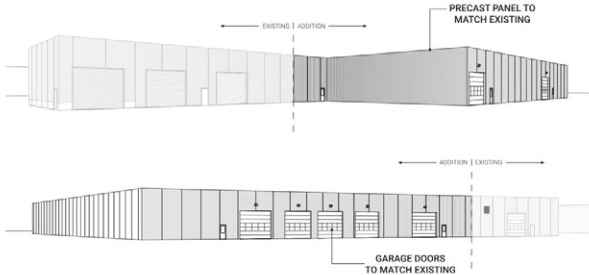 PRECAST PANEL TO
MATCH EXISTING
EXISTING | ADDITION
ADDITION | EXISTING
GARAGE DOORS
TO MATCH EXISTING